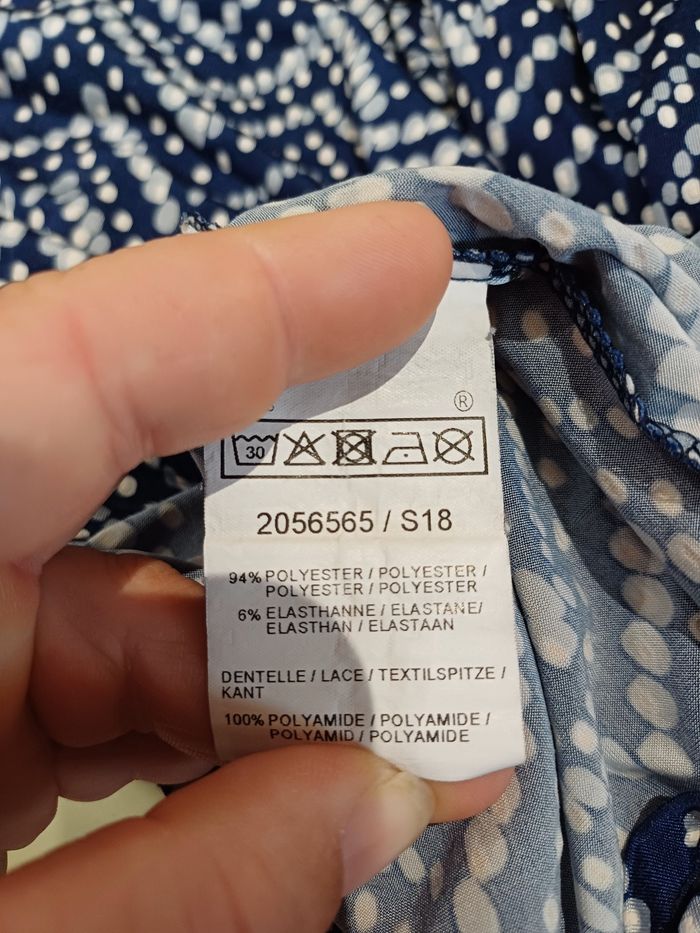 ®
30
2056565 / S18
94% POLYESTER / POLYESTER /
POLYESTER / POLYESTER
6% ELASTHANNE / ELASTANE/
ELASTHAN / ELASTAAN
DENTELLE / LACE / TEXTILSPITZE /
KANT
100% POLYAMIDE / POLYAMIDE /
POLYAMID / POLYAMIDE